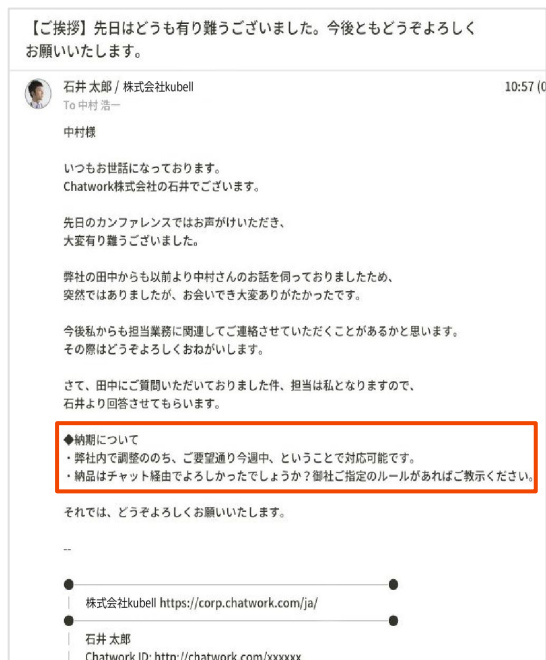 【ご挨拶】先日はどうも有り難うございました。今後ともどうぞよろしく
お願いいたします。
石井 太郎 / 株式会社kubell
10:57 (0
To 中村 浩一
中村様
いつもお世話になっております。
Chatwork株式会社の石井でございます。
先日のカンファレンスではお声がけいただき、
大変有り難うございました。
弊社の田中からも以前より中村さんのお話を伺っておりましたため、
突然ではありましたが、お会いでき大変ありがたかったです。
今後私からも担当業務に関連してご連絡させていただくことがあるかと思います。
その際はどうぞよろしくおねがいします。
さて、田中にご質問いただいておりました件、担当は私となりますので、
石井より回答させてもらいます。
◆納期について
・弊社内で調整ののち、ご要望通り今週中、ということで対応可能です。
・納品はチャット経由でよろしかったでしょうか？御社ご指定のルールがあればご教示ください。
それでは、どうぞよろしくお願いいたします。
--
株式会社kubell https://corp.chatwork.com/ja/
石井 太郎
Chatwork ID: http://chatwork.com/xxxxxx